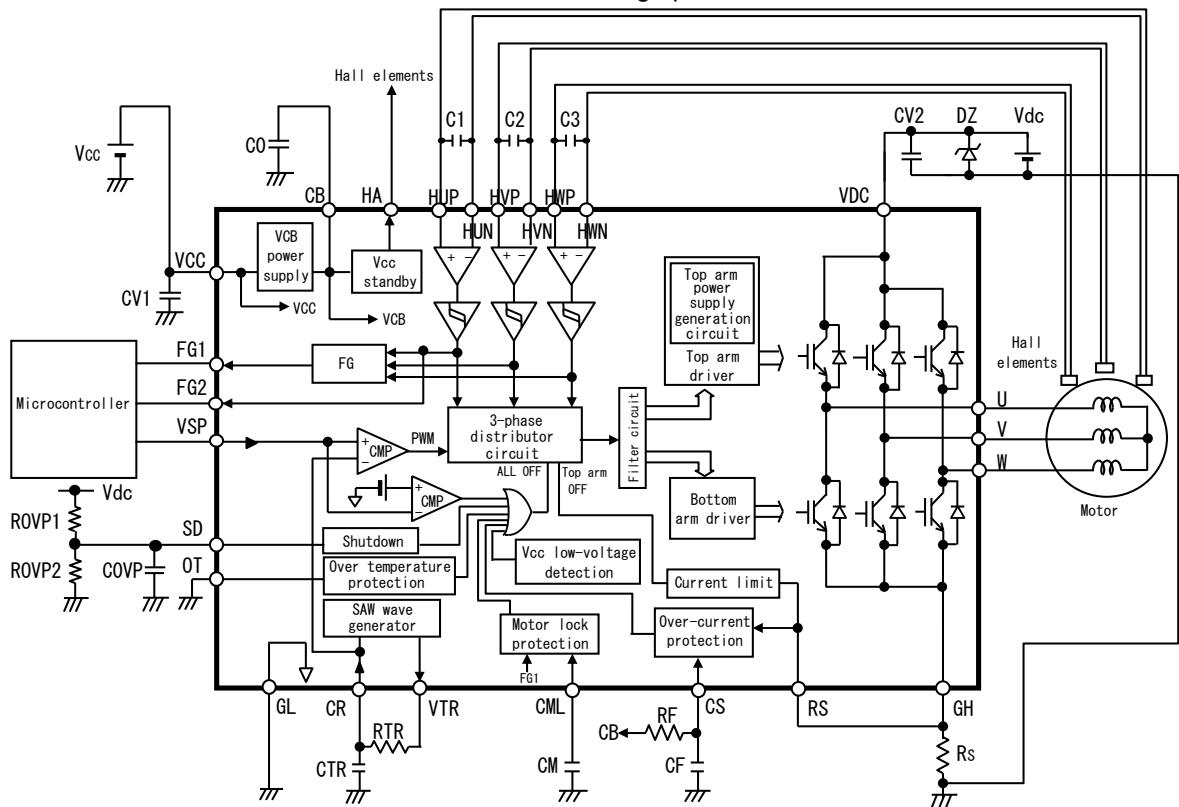 Hall elements
C1
C2
C3
CV2
DZ
Vdc
Vcc
C0
CB
HA
HUP
HVP
HWP
VDC
HUN
HVN
HWN
VCB
power
supply
Vcc
standby
VCC
CV1
VCC
VCB
+ −
+ −
+ −
Top arm
power
supply
generation
circuit
Top arm
driver
Hall
elements
FG1
FG
FG2
Microcontroller
VSP
+
−
CMP
PWM
3-phase
distributor
circuit
ALL OFF
Top arm
OFF
Filter circuit
U
V
W
Motor
Vdc
ROVP1
+
−
CMP
Bottom
arm driver
SD
Shutdown
ROVP2
COVP
OT
Over temperature
protection
Vcc low-voltage
detection
Current limit
SAW wave
generator
Motor lock
protection
Over-current
protection
FG1
GL
CR
VTR
CML
CS
RS
GH
RTR
CTR
CM
CB
RF
CF
Rs